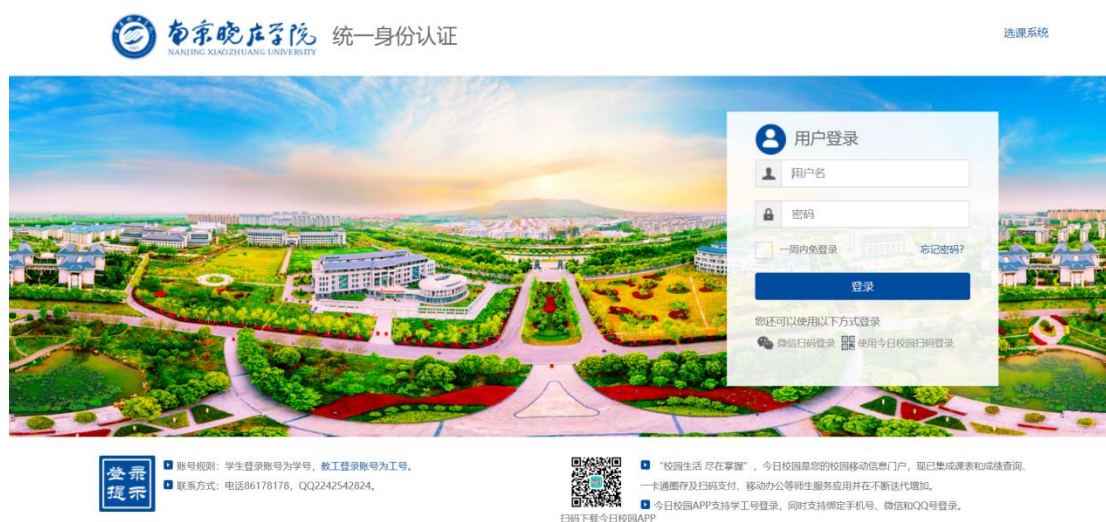 南京晓庄学院
NANJING XIAOZHUANG UNIVERSITY
统一身份认证
选课系统
用户登录
用户名
密码
一周内免登录
忘记密码?
登录
您还可以使用以下方式登录
微信扫码登录 使用今日校园扫码登录
登录
提示
账号规则：学生登录账号为学号，教工登录账号为工号。
联系方式：电话86178178，QQ2242542824。
扫码下载今日校园APP
“校园生活 尽在掌握”，今日校园是您的校园移动信息门户，现已集成课表和成绩查询、
一卡通圈存及扫码支付、移动办公等师生服务应用并在不断迭代增加。
今日校园APP支持学工号登录，同时支持绑定手机号、微信和QQ号登录。